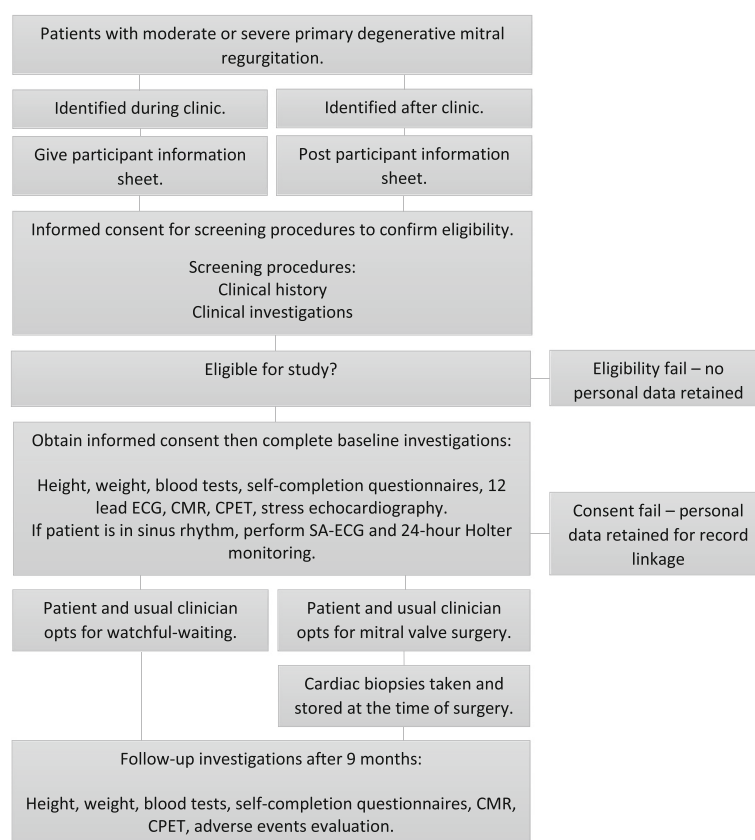 Patients with moderate or severe primary degenerative mitral
regurgitation.
Identified during clinic.
Identified after clinic.
Give participant information
sheet.
Post participant information
sheet.
Informed consent for screening procedures to confirm eligibility.
Screening procedures:
Clinical history
Clinical investigations
Eligible for study?
Eligibility fail – no
personal data retained
Obtain informed consent then complete baseline investigations:
Height, weight, blood tests, self-completion questionnaires, 12
lead ECG, CMR, CPET, stress echocardiography.
If patient is in sinus rhythm, perform SA-ECG and 24-hour Holter
monitoring.
Consent fail – personal
data retained for record
linkage
Patient and usual clinician
opts for watchful-waiting.
Patient and usual clinician
opts for mitral valve surgery.
Cardiac biopsies taken and
stored at the time of surgery.
Follow-up investigations after 9 months:
Height, weight, blood tests, self-completion questionnaires, CMR,
CPET, adverse events evaluation.